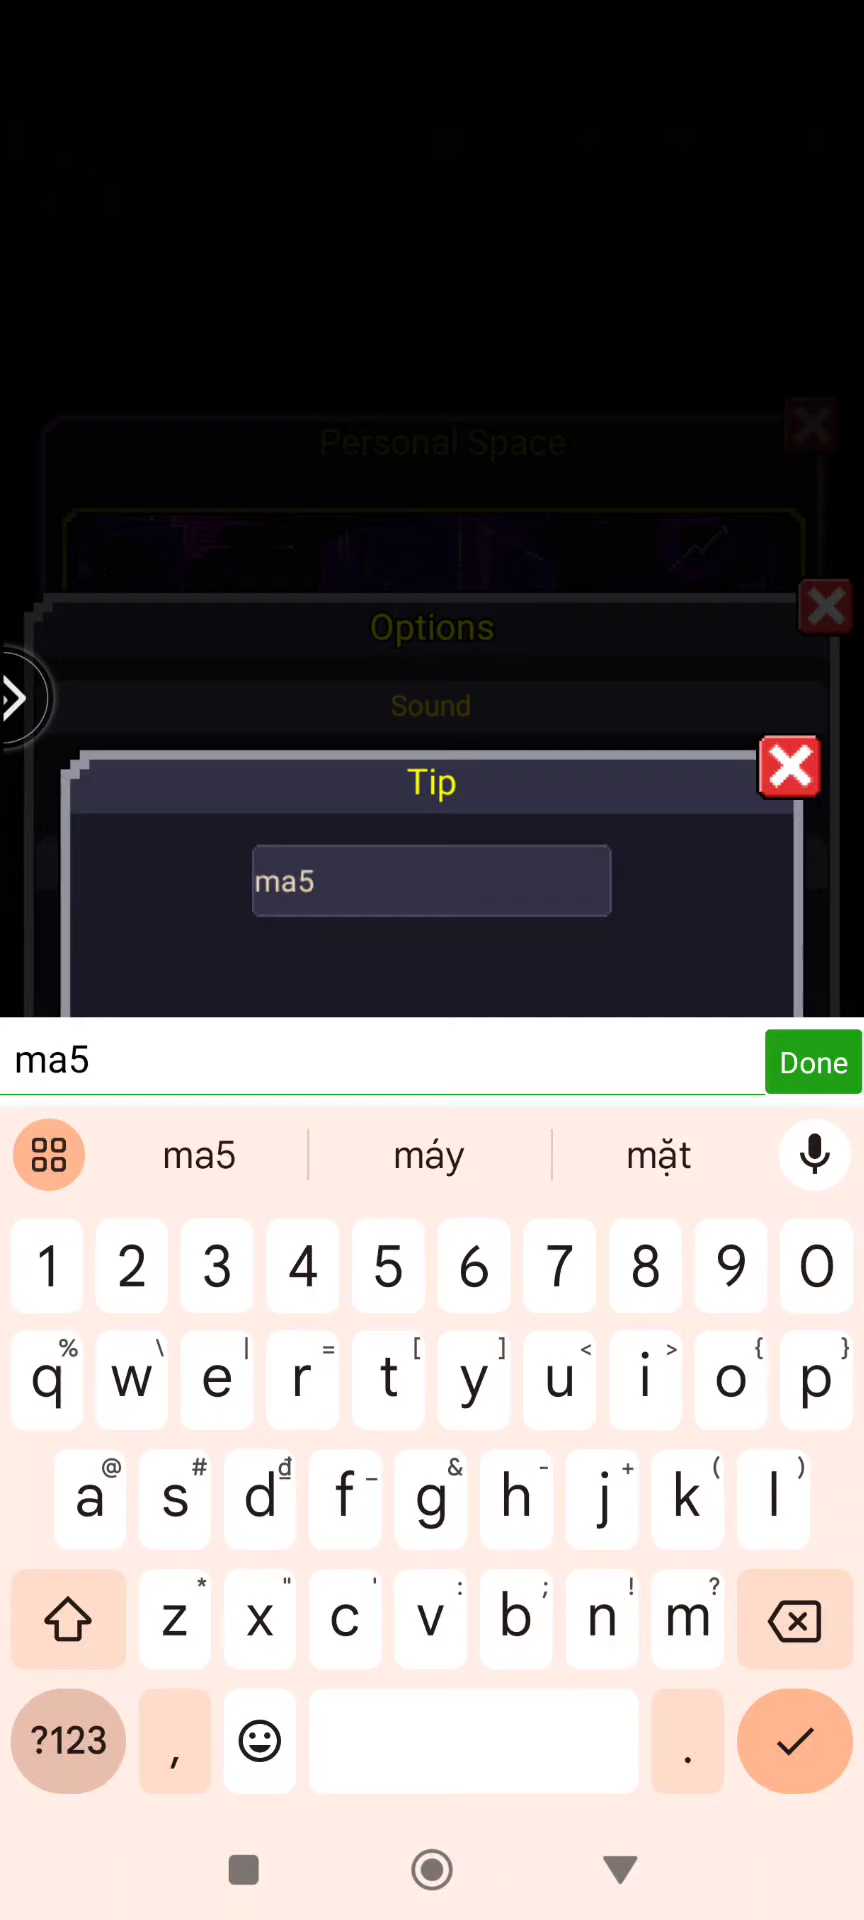 Personal Space
Options
Sound
Tip
ma5
ma5
Done
ma5 máy mặt
1 2 3 4 5 6 7 8 9 0
% \ | = [ ] < > { }
q w e r t y u i o p
@ # đ _ & - + ( )
a s d f g h j k l
* " ' : ; ! ?
z x c v b n m
?123 , .